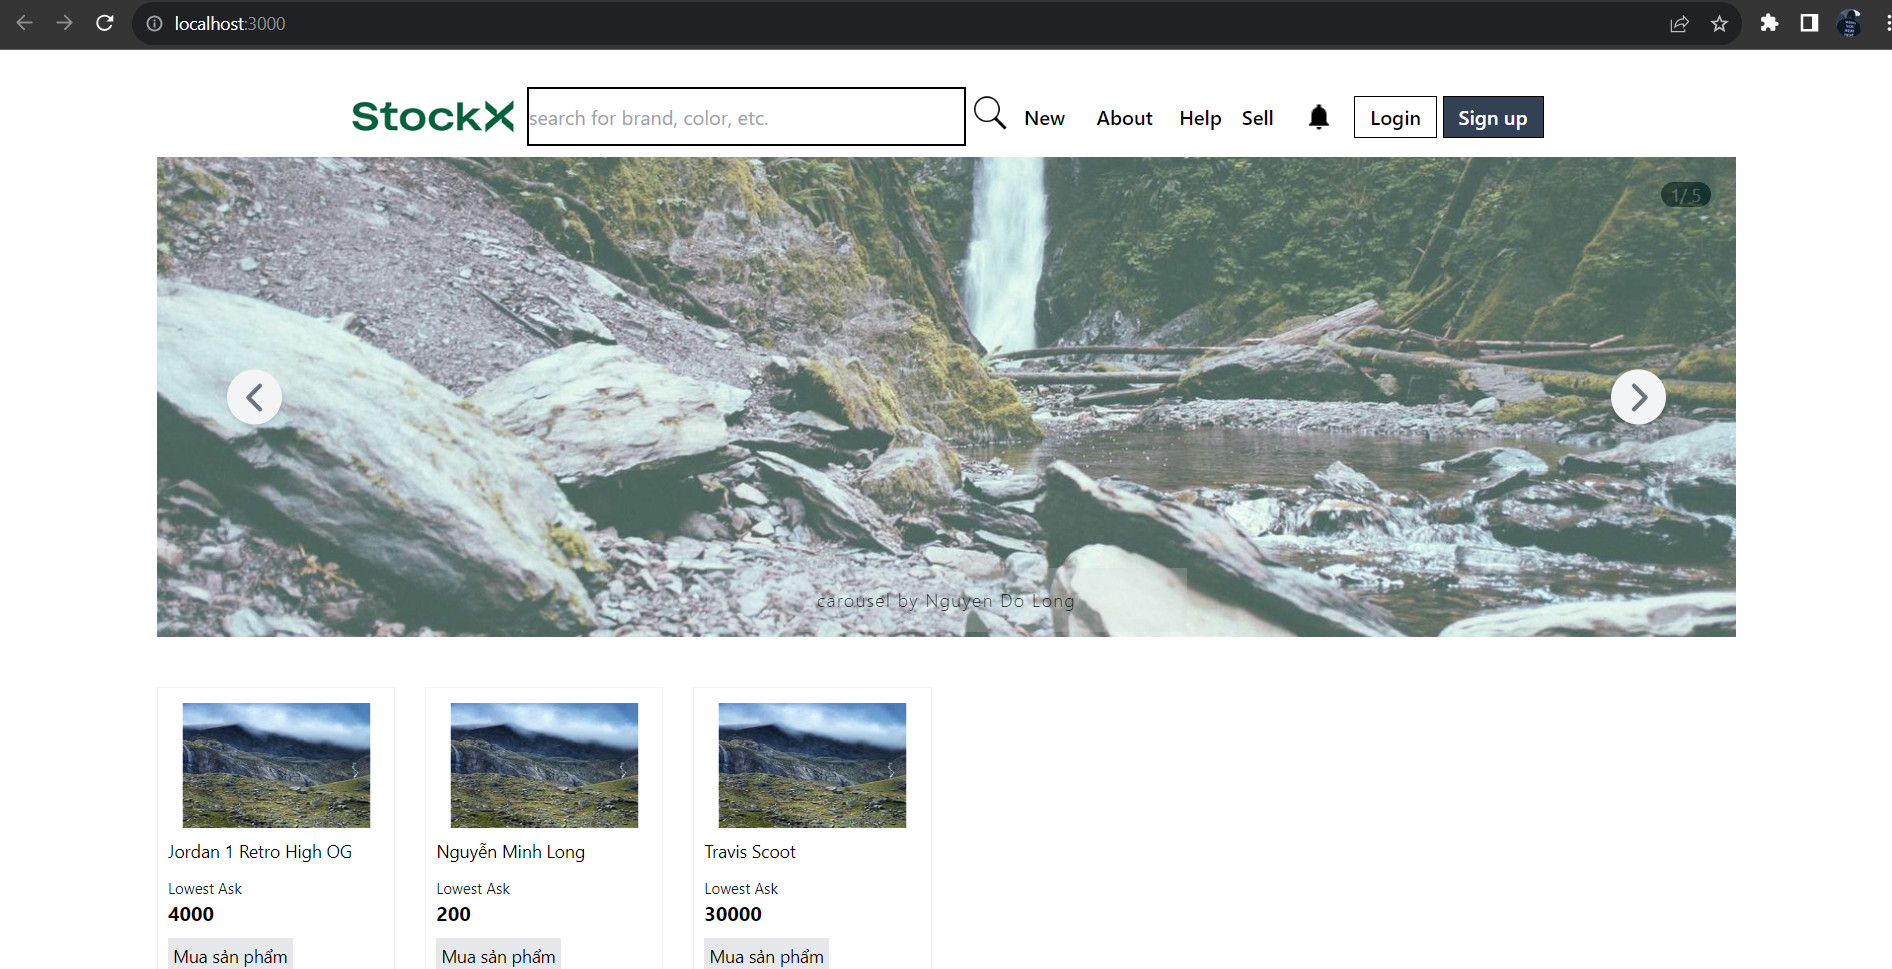 localhost:3000
StockX
search for brand, color, etc.
New About Help Sell Login Sign up
1/5
carousel by Nguyen Do Long
Jordan 1 Retro High OG
Lowest Ask
4000
Mua sản phẩm
Nguyễn Minh Long
Lowest Ask
200
Mua sản phẩm
Travis Scoot
Lowest Ask
30000
Mua sản phẩm